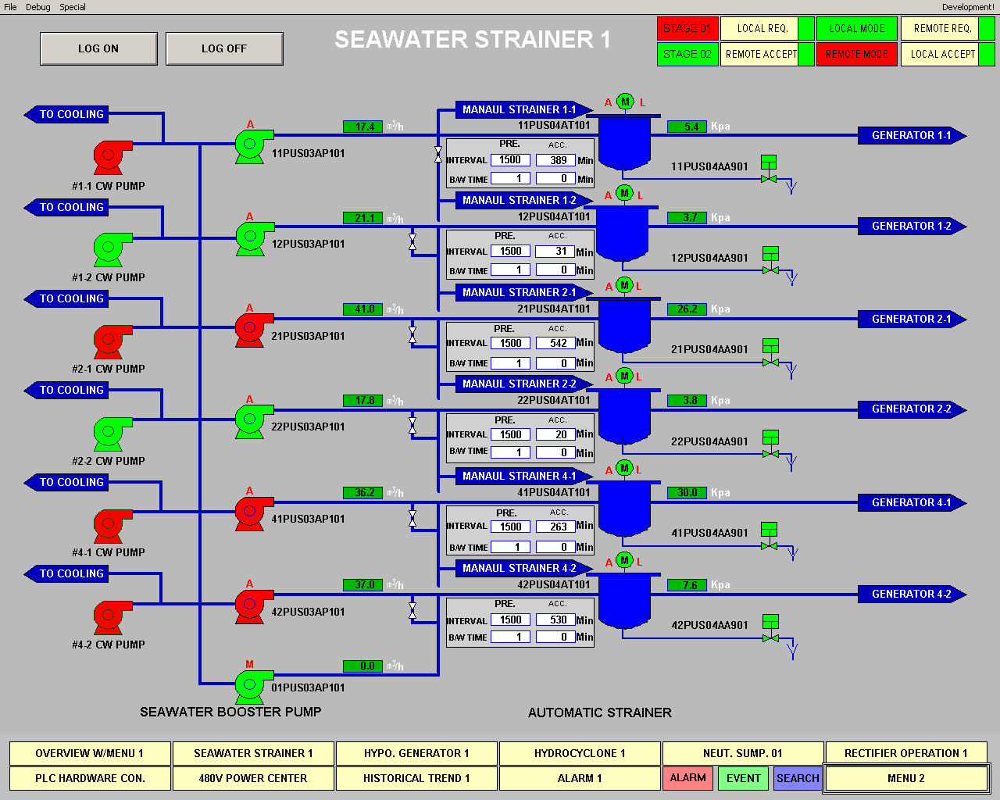 File Debug Special Development!
LOG ON LOG OFF
SEAWATER STRAINER 1
STAGE 01 LOCAL REQ. LOCAL MODE REMOTE REQ.
STAGE 02 REMOTE ACCEPT REMOTE MODE LOCAL ACCEPT
TO COOLING
#1-1 CW PUMP
A
11PUS03AP101
17.4 m³/h
MANAUL STRAINER 1-1
11PUS04AT101
A M L
5.4 Kpa
GENERATOR 1-1
PRE. ACC.
INTERVAL 1500 389 Min
B/W TIME 1 0 Min
11PUS04AA901
TO COOLING
#1-2 CW PUMP
A
12PUS03AP101
21.1 m³/h
MANAUL STRAINER 1-2
12PUS04AT101
A M L
3.7 Kpa
GENERATOR 1-2
PRE. ACC.
INTERVAL 1500 31 Min
B/W TIME 1 0 Min
12PUS04AA901
TO COOLING
#2-1 CW PUMP
A
21PUS03AP101
41.0 m³/h
MANAUL STRAINER 2-1
21PUS04AT101
A M L
26.2 Kpa
GENERATOR 2-1
PRE. ACC.
INTERVAL 1500 542 Min
B/W TIME 1 0 Min
21PUS04AA901
TO COOLING
#2-2 CW PUMP
A
22PUS03AP101
17.8 m³/h
MANAUL STRAINER 2-2
22PUS04AT101
A M L
3.8 Kpa
GENERATOR 2-2
PRE. ACC.
INTERVAL 1500 20 Min
B/W TIME 1 0 Min
22PUS04AA901
TO COOLING
#4-1 CW PUMP
A
41PUS03AP101
36.2 m³/h
MANAUL STRAINER 4-1
41PUS04AT101
A M L
30.0 Kpa
GENERATOR 4-1
PRE. ACC.
INTERVAL 1500 263 Min
B/W TIME 1 0 Min
41PUS04AA901
TO COOLING
#4-2 CW PUMP
A
42PUS03AP101
37.0 m³/h
MANAUL STRAINER 4-2
42PUS04AT101
A M L
7.6 Kpa
GENERATOR 4-2
PRE. ACC.
INTERVAL 1500 530 Min
B/W TIME 1 0 Min
42PUS04AA901
M
01PUS03AP101
0.0 m³/h
SEAWATER BOOSTER PUMP AUTOMATIC STRAINER
OVERVIEW W/MENU 1 SEAWATER STRAINER 1 HYPO. GENERATOR 1 HYDROCYCLONE 1 NEUT. SUMP. 01 RECTIFIER OPERATION 1
PLC HARDWARE CON. 480V POWER CENTER HISTORICAL TREND 1 ALARM 1 ALARM EVENT SEARCH MENU 2